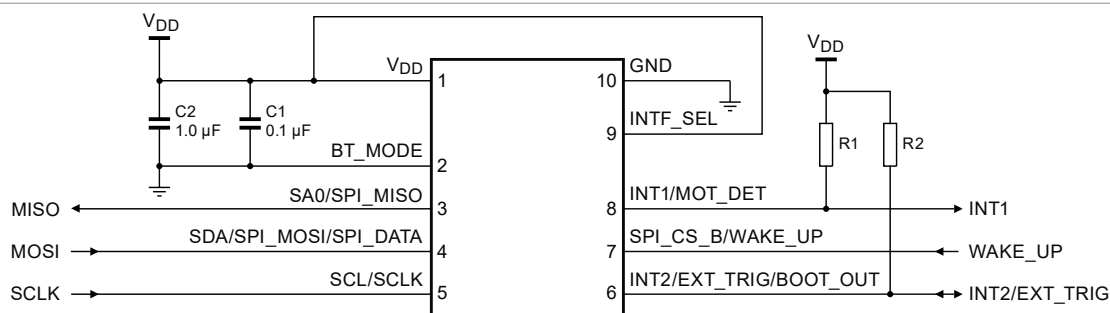 VDD
VDD
VDD
1
10
GND
C2
1.0 µF
C1
0.1 µF
INTF_SEL
9
R1
R2
BT_MODE
2
MISO
SA0/SPI_MISO
3
8
INT1/MOT_DET
INT1
MOSI
SDA/SPI_MOSI/SPI_DATA
4
7
SPI_CS_B/WAKE_UP
WAKE_UP
SCLK
SCL/SCLK
5
6
INT2/EXT_TRIG/BOOT_OUT
INT2/EXT_TRIG